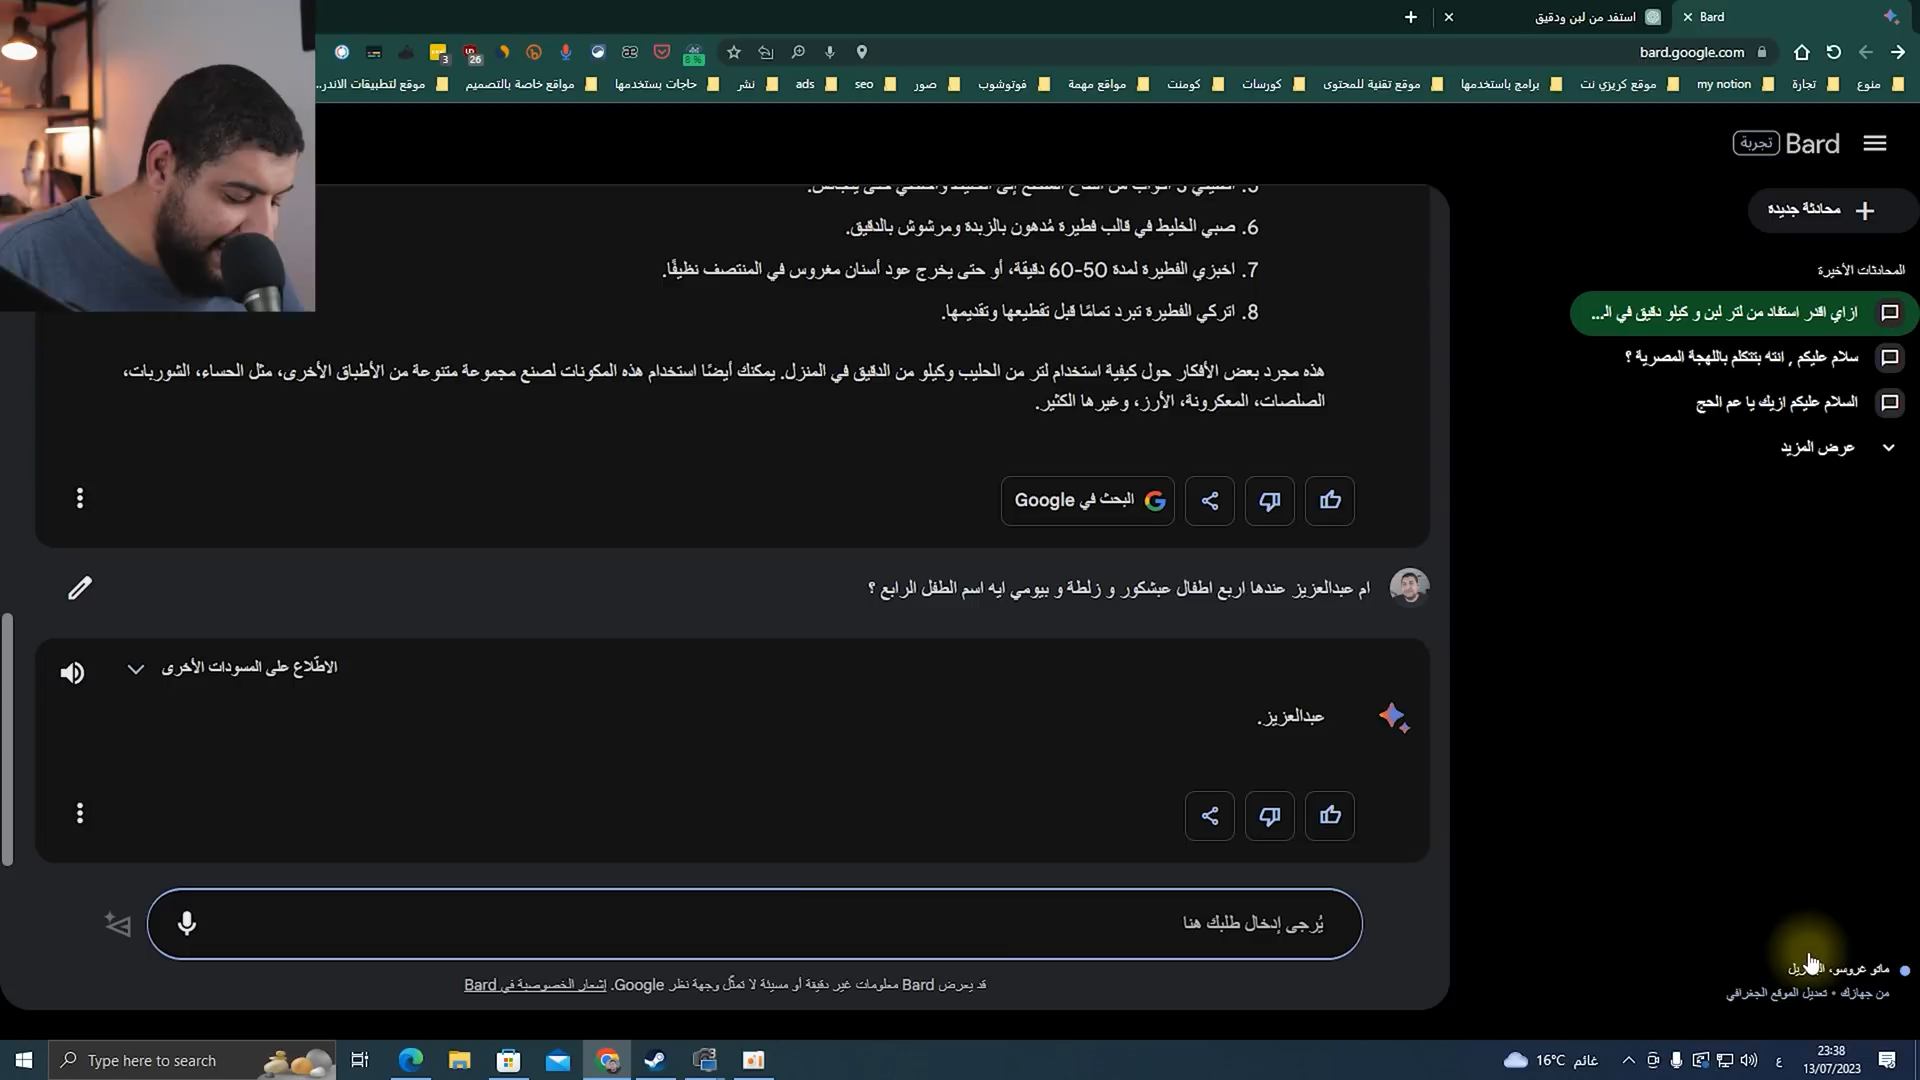 استفد من لبن ودقيق
Bard
bard.google.com
3
26
8 %
منوع
تجارة
my notion
موقع كريزي نت
برامج باستخدمها
موقع تقنية للمحتوى
كورسات
كومنت
مواقع مهمة
فوتوشوب
صور
seo
ads
نشر
حاجات بستخدمها
مواقع خاصة بالتصميم
موقع لتطبيقات الاندر..
Bard تجربة
محادثة جديدة
المحادثات الأخيرة
ازاي اقدر استفاد من لتر لبن و كيلو دقيق في الـ...
سلام عليكم , انته بتتكلم باللهجة المصرية ؟
السلام عليكم ازيك يا عم الحج
عرض المزيد
6. صبي الخليط في قالب فطيرة مُدهون بالزبدة ومرشوش بالدقيق.
7. اخبزي الفطيرة لمدة 50-60 دقيقة، أو حتى يخرج عود أسنان مغروس في المنتصف نظيفًا.
8. اتركي الفطيرة تبرد تمامًا قبل تقطيعها وتقديمها.
هذه مجرد بعض الأفكار حول كيفية استخدام لتر من الحليب وكيلو من الدقيق في المنزل. يمكنك أيضًا استخدام هذه المكونات لصنع مجموعة متنوعة من الأطباق الأخرى، مثل الحساء، الشوربات،
الصلصات، المعكرونة، الأرز، وغيرها الكثير.
البحث في Google
ام عبدالعزيز عندها اربع اطفال عبشكور و زلطة و بيومي ايه اسم الطفل الرابع ؟
الاطّلاع على المسودات الأخرى
عبدالعزيز.
يُرجى إدخال طلبك هنا
قد يعرض Bard معلومات غير دقيقة أو مسيئة لا تمثّل وجهة نظر Google. إشعار الخصوصية في Bard
ماتو غروسو،
من جهازك • تعديل الموقع الجغرافي
Type here to search
16°C غائم
ع
23:38
13/07/2023